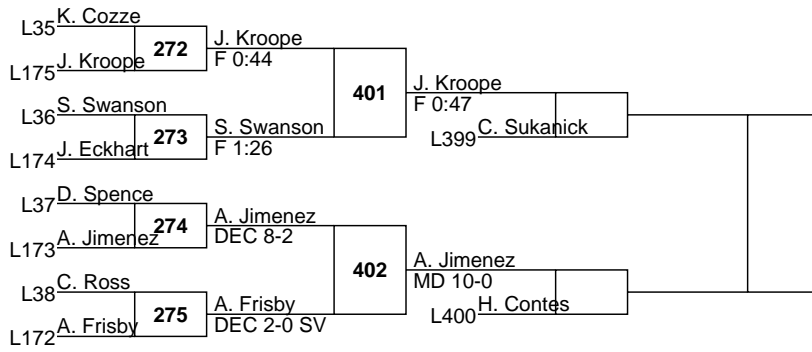 L35 K. Cozze
272
L175 J. Kroope
J. Kroope
F 0:44
L36 S. Swanson
273
L174 J. Eckhart
S. Swanson
F 1:26
401
J. Kroope
F 0:47
L399 C. Sukanick
L37 D. Spence
274
L173 A. Jimenez
A. Jimenez
DEC 8-2
L38 C. Ross
275
L172 A. Frisby
A. Frisby
DEC 2-0 SV
402
A. Jimenez
MD 10-0
L400 H. Contes